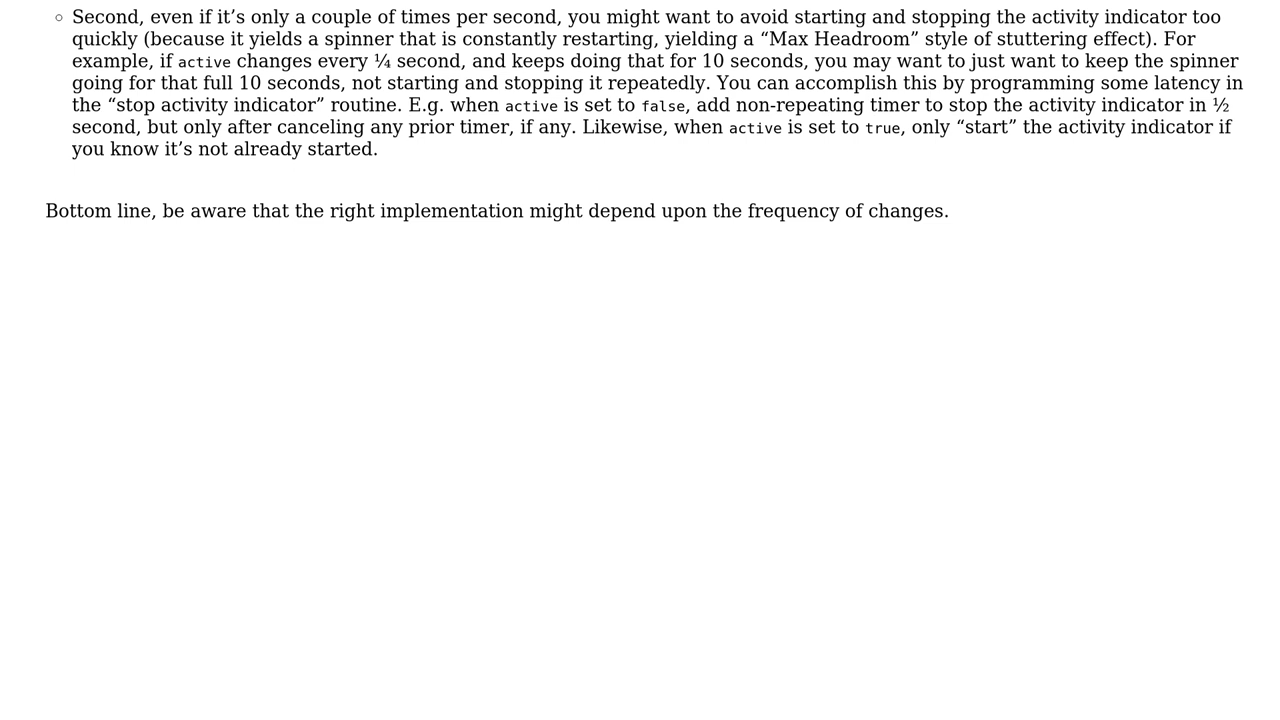 Second, even if it’s only a couple of times per second, you might want to avoid starting and stopping the activity indicator too
quickly (because it yields a spinner that is constantly restarting, yielding a “Max Headroom” style of stuttering effect). For
example, if active changes every ¼ second, and keeps doing that for 10 seconds, you may want to just want to keep the spinner
going for that full 10 seconds, not starting and stopping it repeatedly. You can accomplish this by programming some latency in
the “stop activity indicator” routine. E.g. when active is set to false, add non-repeating timer to stop the activity indicator in ½
second, but only after canceling any prior timer, if any. Likewise, when active is set to true, only “start” the activity indicator if
you know it’s not already started.
Bottom line, be aware that the right implementation might depend upon the frequency of changes.